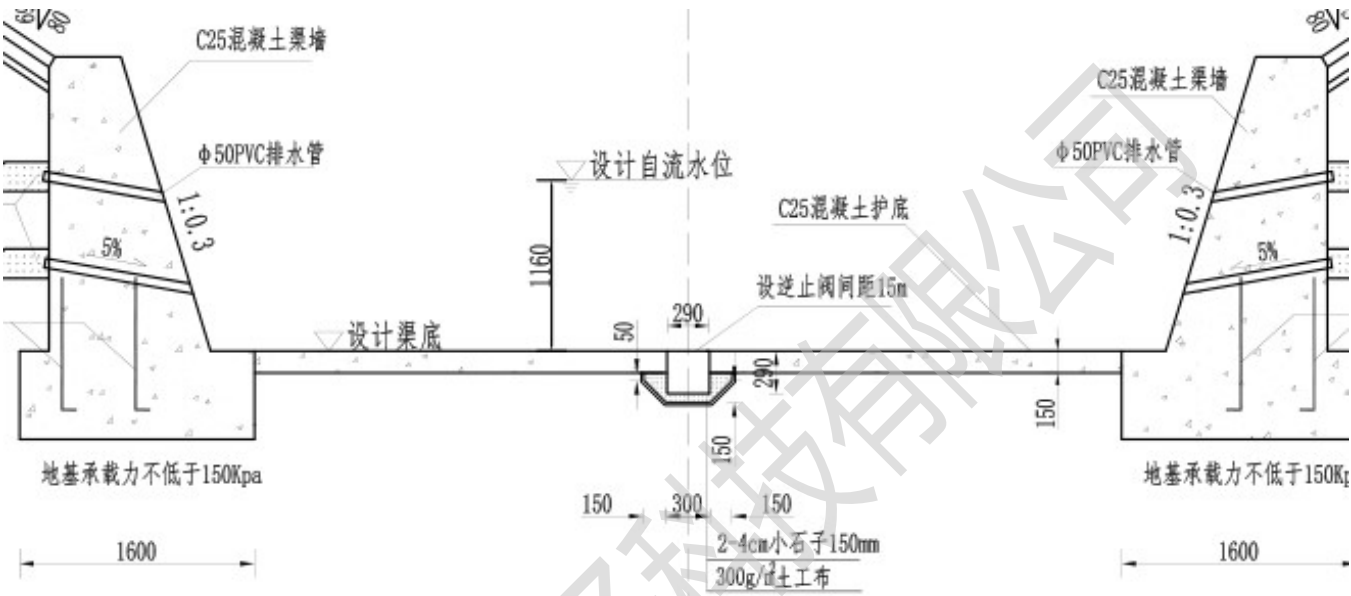 C25混凝土渠墙
C25混凝土渠墙
φ50PVC排水管
设计自流水位
φ50PVC排水管
1:0.3
C25混凝土护底
1:0.3
5%
1160
5%
设逆止阀间距15m
290
50
设计渠底
290
150
150
地基承载力不低于150Kpa
地基承载力不低于150Kp
150
300
150
2-4cm小石子150mm
1600
1600
300g/㎡土工布
科技有限公司